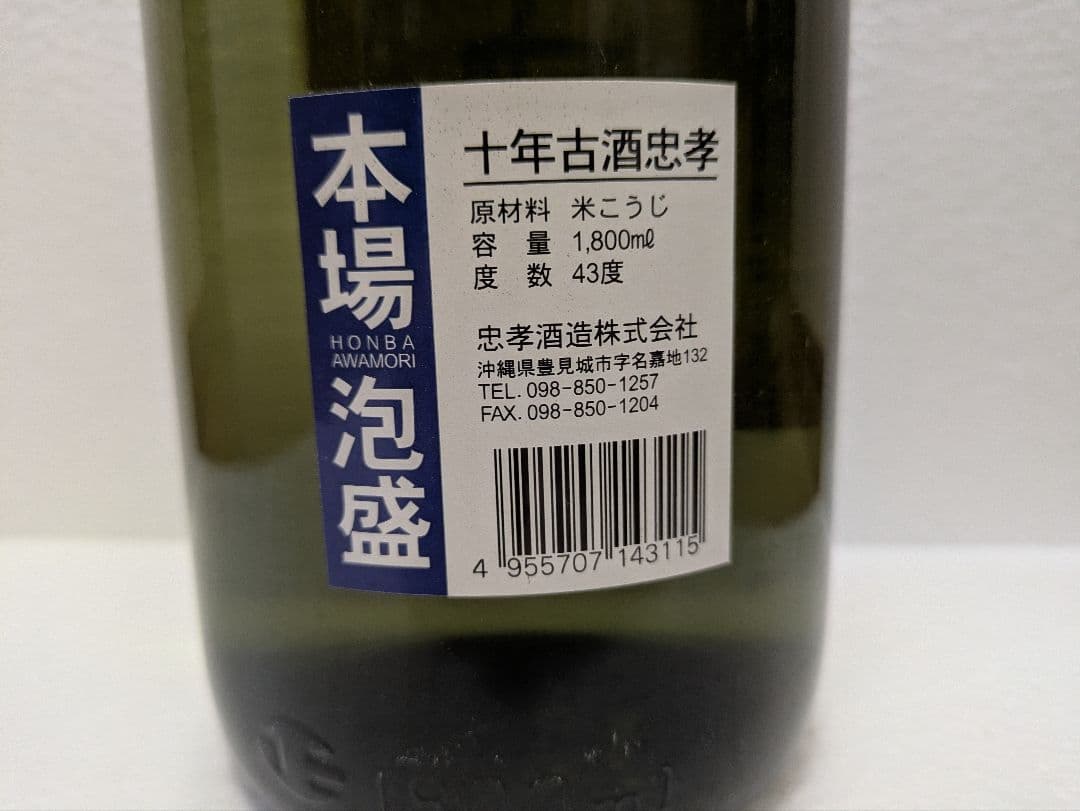 本場
HONBA
AWAMORI
泡盛
十年古酒忠孝
原材料 米こうじ
容 量 1,800㎖
度 数 43度
忠孝酒造株式会社
沖縄県豊見城市字名嘉地132
TEL. 098-850-1257
FAX. 098-850-1204
4 955707 143115